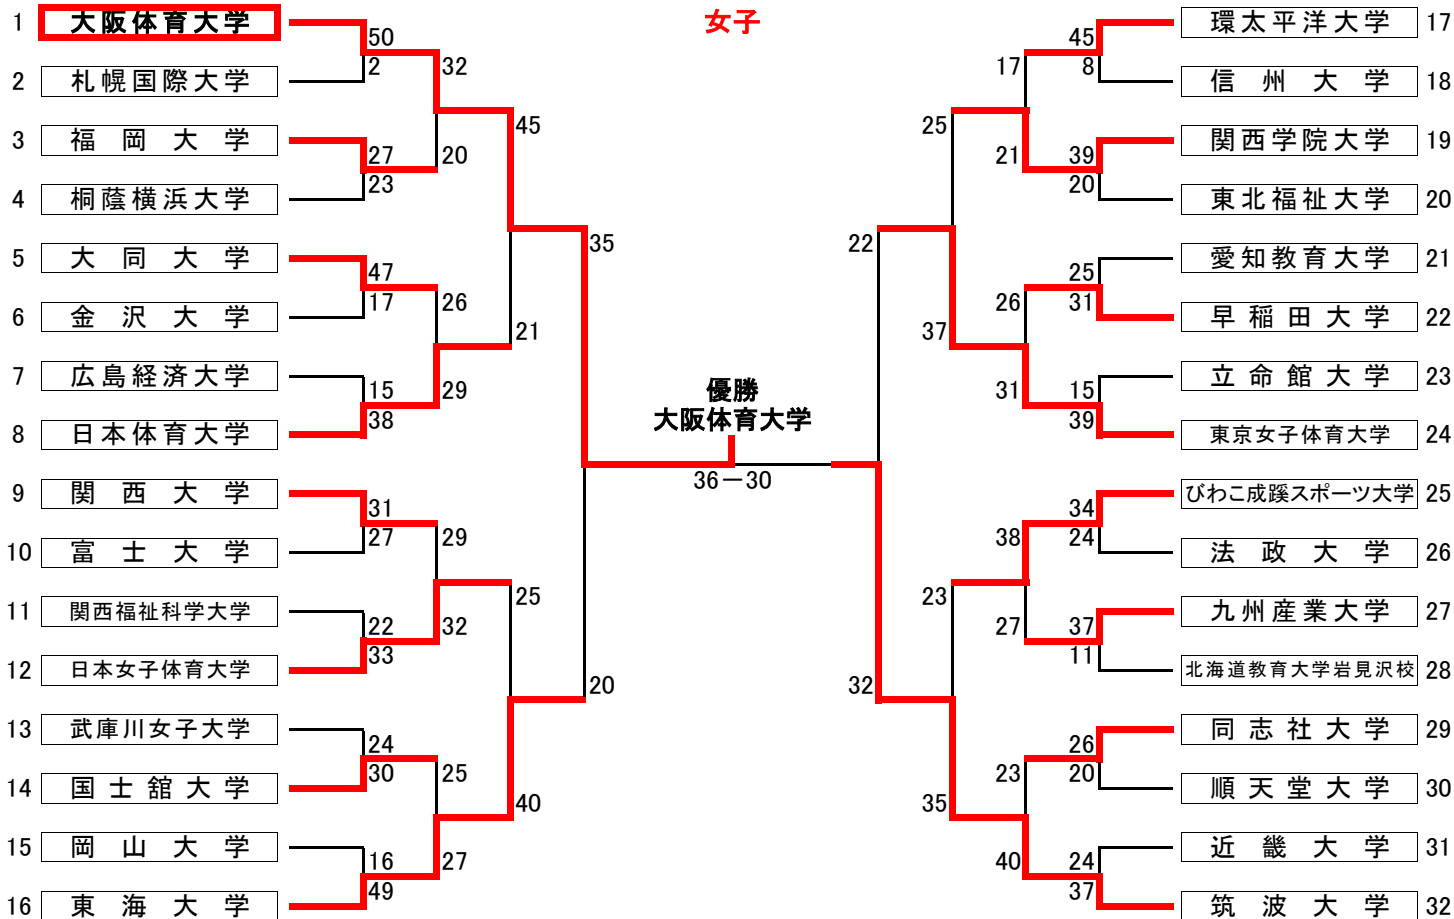 女子
1 大阪体育大学
50
2
2 札幌国際大学
32
3 福岡大学
27
23
20
4 桐蔭横浜大学
45
5 大同大学
47
17
26
6 金沢大学
21
7 広島経済大学
15
38
29
8 日本体育大学
35
9 関西大学
31
27
29
10 富士大学
25
11 関西福祉科学大学
22
33
32
12 日本女子体育大学
20
13 武庫川女子大学
24
30
25
14 国士舘大学
40
15 岡山大学
16
49
27
16 東海大学
優勝
大阪体育大学
36－30
環太平洋大学 17
45
8
17
信州大学 18
25
関西学院大学 19
39
20
21
東北福祉大学 20
22
愛知教育大学 21
25
31
26
早稲田大学 22
37
立命館大学 23
15
39
31
東京女子体育大学 24
びわこ成蹊スポーツ大学 25
34
24
38
法政大学 26
23
九州産業大学 27
37
11
27
北海道教育大学岩見沢校 28
32
同志社大学 29
26
20
23
順天堂大学 30
35
近畿大学 31
24
37
40
筑波大学 32